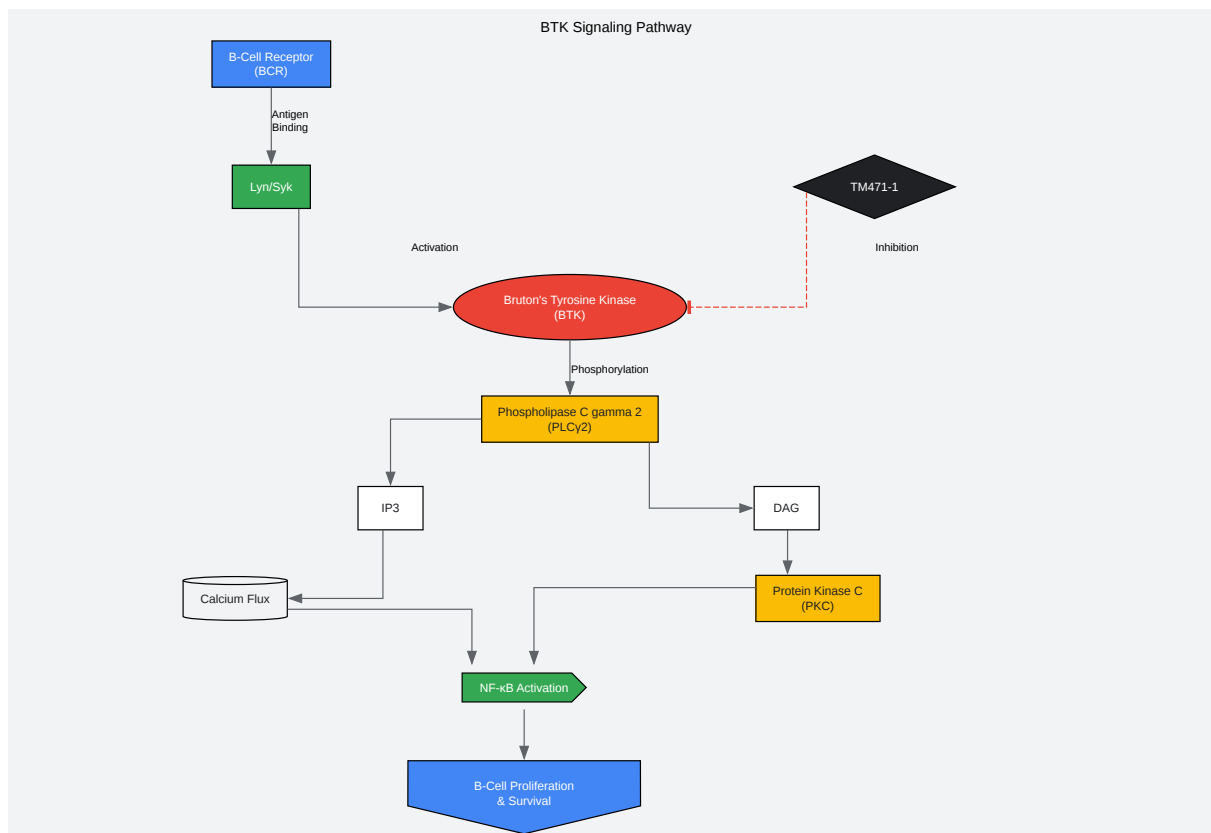 BTK Signaling Pathway
B-Cell Receptor
(BCR)
Antigen
Binding
Lyn/Syk
TM471-1
Activation
Inhibition
Bruton's Tyrosine Kinase
(BTK)
Phosphorylation
Phospholipase C gamma 2
(PLCγ2)
IP3
DAG
Calcium Flux
Protein Kinase C
(PKC)
NF-κB Activation
B-Cell Proliferation
& Survival